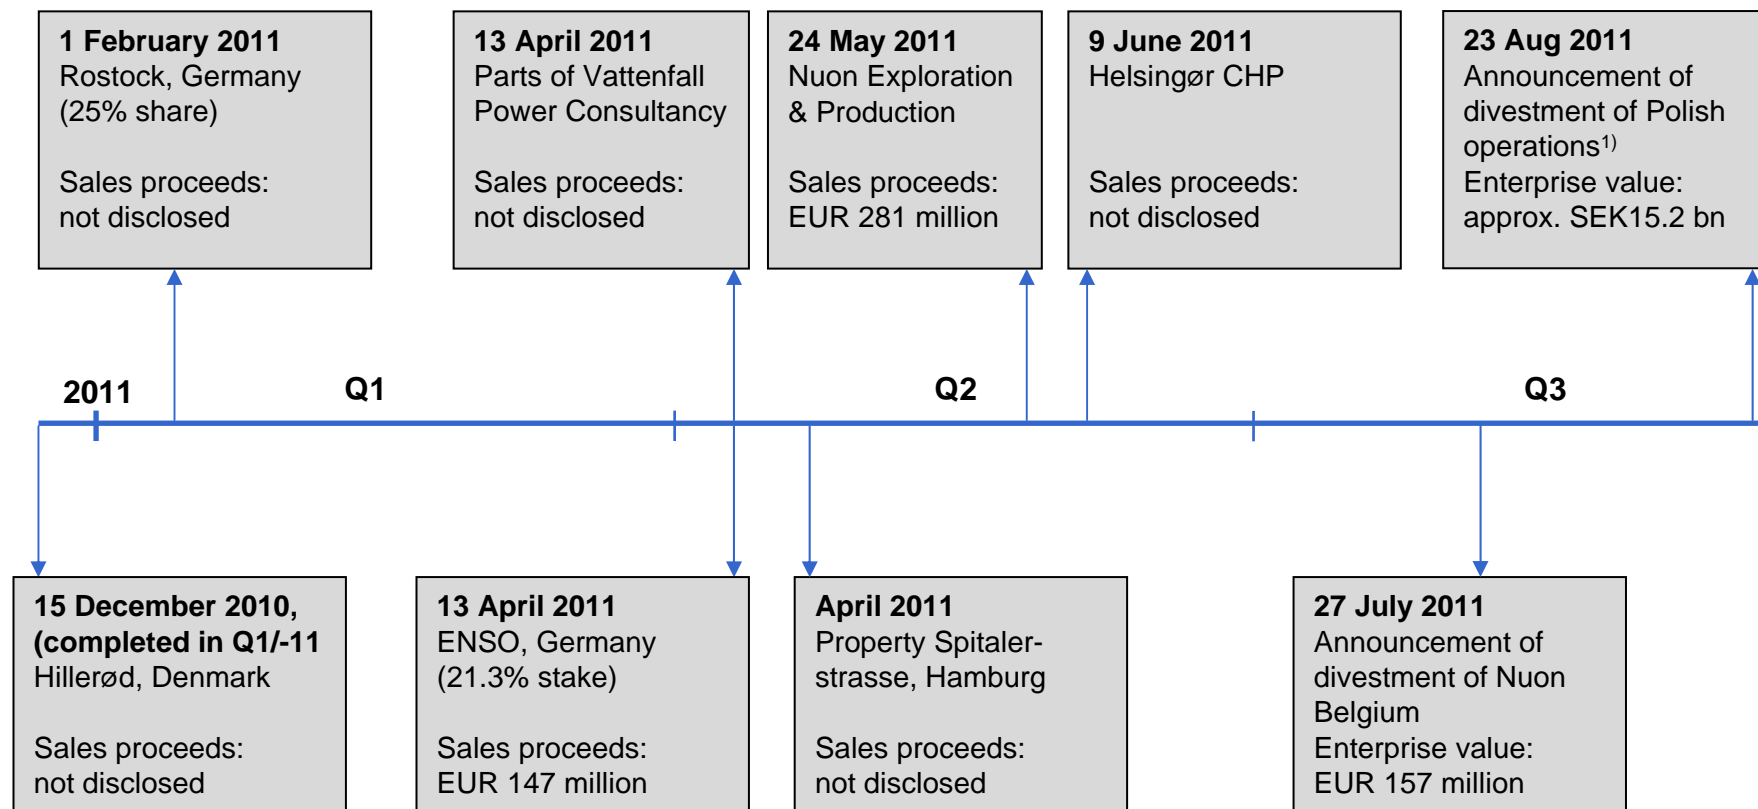 1 February 2011
Rostock, Germany
(25% share)
Sales proceeds:
not disclosed
13 April 2011
Parts of Vattenfall
Power Consultancy
Sales proceeds:
not disclosed
24 May 2011
Nuon Exploration
& Production
Sales proceeds:
EUR 281 million
9 June 2011
Helsingør CHP
Sales proceeds:
not disclosed
23 Aug 2011
Announcement of
divestment of Polish
operations1)
Enterprise value:
approx. SEK15.2 bn
2011
Q1
Q2
Q3
15 December 2010,
(completed in Q1/-11
Hillerød, Denmark
Sales proceeds:
not disclosed
13 April 2011
ENSO, Germany
(21.3% stake)
Sales proceeds:
EUR 147 million
April 2011
Property Spitaler-
strasse, Hamburg
Sales proceeds:
not disclosed
27 July 2011
Announcement of
divestment of Nuon
Belgium
Enterprise value:
EUR 157 million